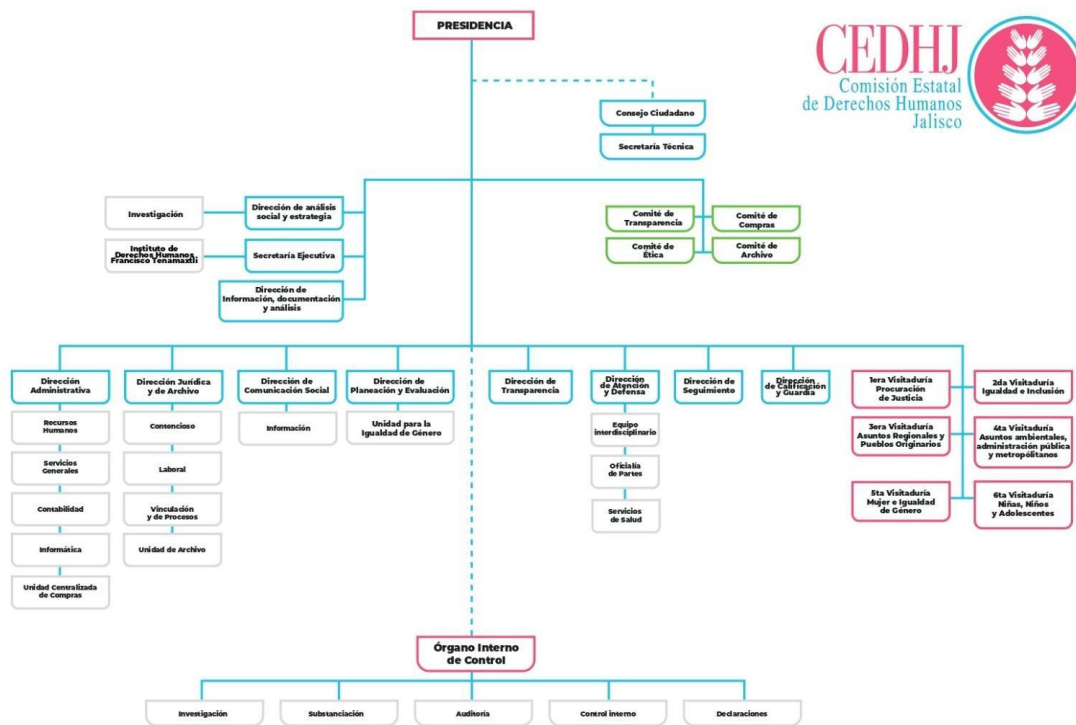 PRESIDENCIA
CEDHJ
Comisión Estatal
de Derechos Humanos
Jalisco
Consejo Ciudadano
Secretaría Técnica
Investigación
Dirección de análisis
social y estrategia
Instituto de
Derechos Humanos
Francisco Tenamaxtli
Secretaría Ejecutiva
Dirección de
Información, documentación
y análisis
Comité de
Transparencia
Comité de
Compras
Comité de
Ética
Comité de
Archivo
Dirección
Administrativa
Recursos
Humanos
Servicios
Generales
Contabilidad
Informática
Unidad Centralizada
de Compras
Dirección Jurídica
y de Archivo
Contencioso
Laboral
Vinculación
y de Procesos
Unidad de Archivo
Dirección de
Comunicación Social
Información
Dirección de
Planeación y Evaluación
Unidad para la
Igualdad de Género
Dirección de
Transparencia
Dirección
de Atención
y Defensa
Equipo
interdisciplinario
Oficialía
de Partes
Servicios
de Salud
Dirección
de Seguimiento
Dirección
de Calificación
y Guardia
1era Visitaduría
Procuración
de Justicia
2da Visitaduría
Igualdad e Inclusión
3era Visitaduría
Asuntos Regionales y
Pueblos Originarios
4ta Visitaduría
Asuntos ambientales,
administración pública
y metrópolitanos
5ta Visitaduría
Mujer e Igualdad
de Género
6ta Visitaduría
Niñas, Niños
y Adolescentes
Órgano Interno
de Control
Investigación
Substanciación
Auditoría
Control interno
Declaraciones